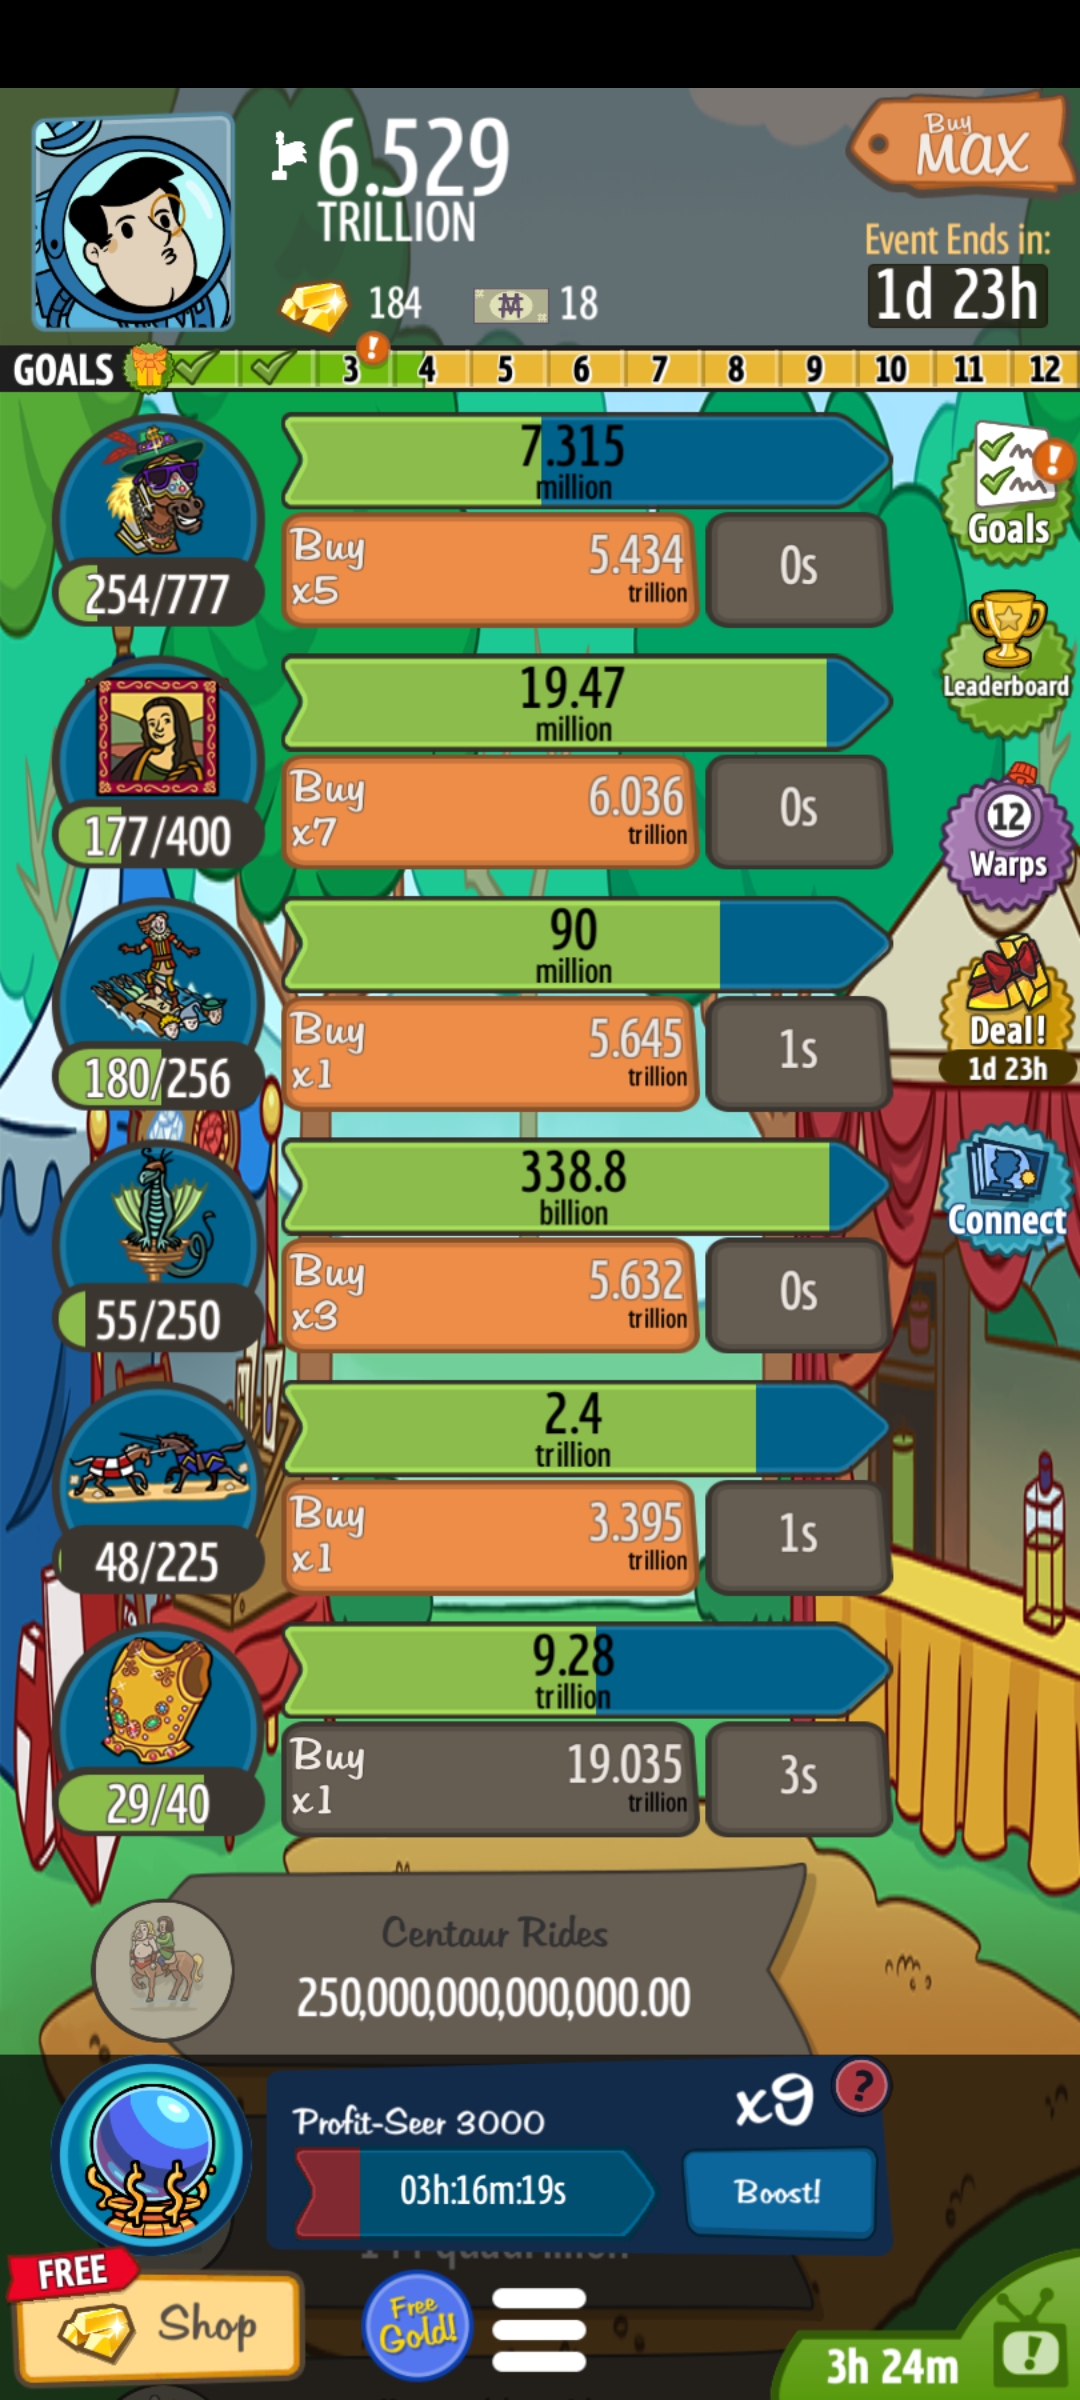 6.529
TRILLION
Buy
MAX
184
18
Event Ends in:
1d 23h
GOALS
3
!
4
5
6
7
8
9
10
11
12
7.315
million
Buy
x5
5.434
trillion
0s
254/777
!
Goals
19.47
million
Buy
x7
6.036
trillion
0s
177/400
Leaderboard
90
million
Buy
x1
5.645
trillion
1s
180/256
12
Warps
Deal!
1d 23h
338.8
billion
Buy
x3
5.632
trillion
0s
55/250
Connect
2.4
trillion
Buy
x1
3.395
trillion
1s
48/225
9.28
trillion
Buy
x1
19.035
trillion
3s
29/40
Centaur Rides
250,000,000,000,000.00
Profit-Seer 3000
x9
?
03h:16m:19s
Boost!
FREE
Shop
Free
Gold!
3h 24m
!